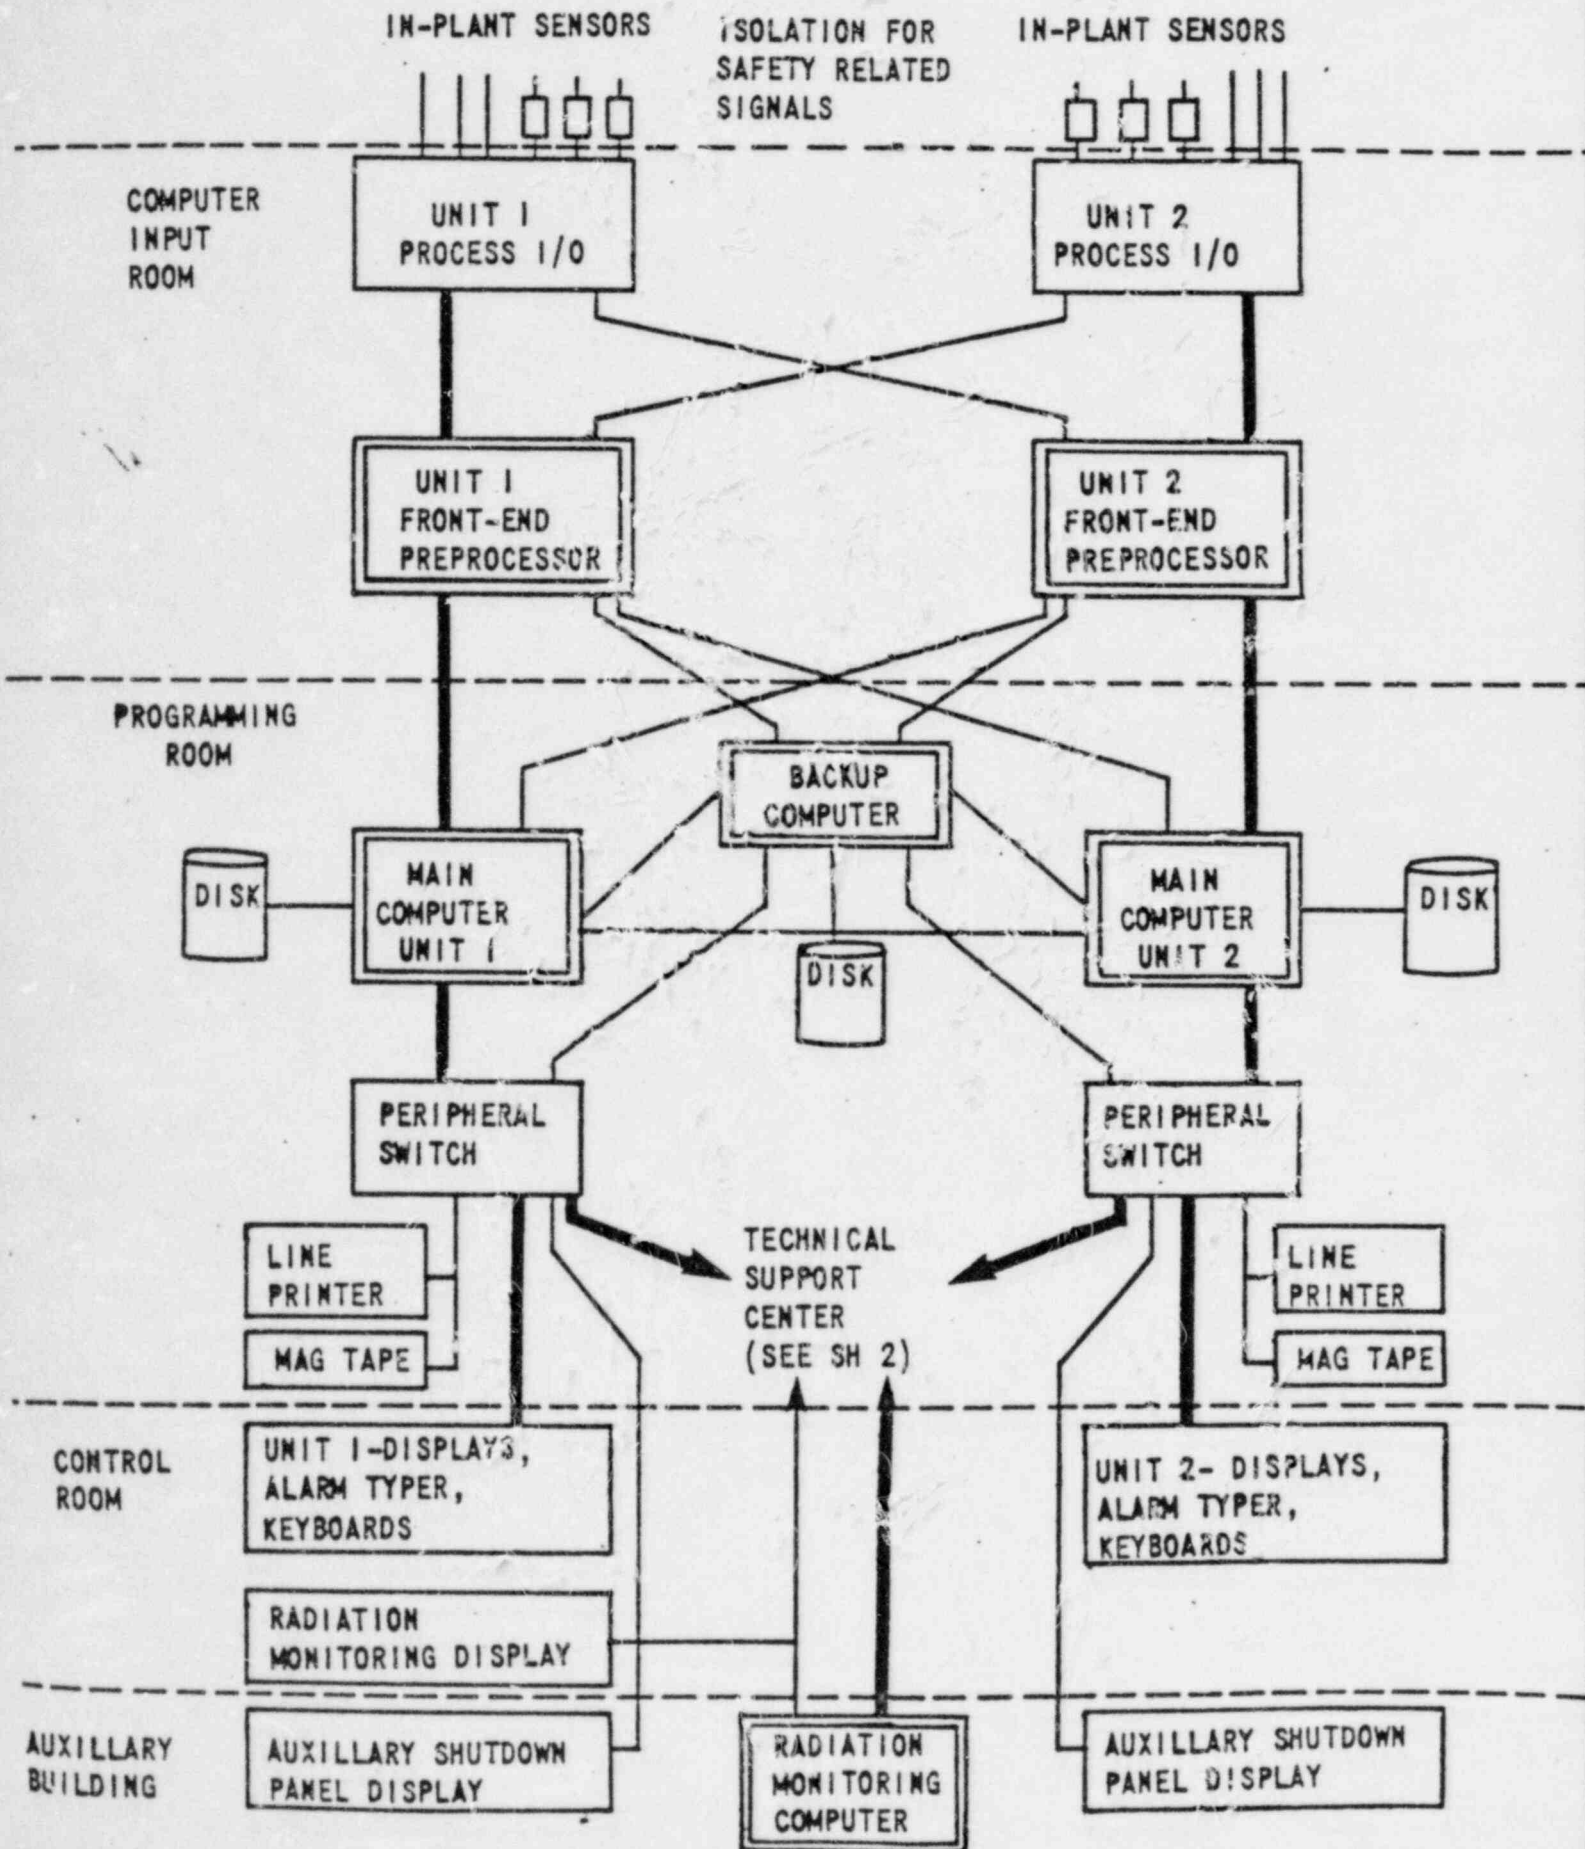 IN-PLANT SENSORS
ISOLATION FOR
SAFETY RELATED
SIGNALS
IN-PLANT SENSORS
COMPUTER
INPUT
ROOM
UNIT 1
PROCESS I/O
UNIT 2
PROCESS I/O
UNIT 1
FRONT-END
PREPROCESSOR
UNIT 2
FRONT-END
PREPROCESSOR
PROGRAMMING
ROOM
BACKUP
COMPUTER
DISK
MAIN
COMPUTER
UNIT 1
DISK
MAIN
COMPUTER
UNIT 2
DISK
PERIPHERAL
SWITCH
PERIPHERAL
SWITCH
LINE
PRINTER
MAG TAPE
TECHNICAL
SUPPORT
CENTER
(SEE SH 2)
LINE
PRINTER
MAG TAPE
CONTROL
ROOM
UNIT 1-DISPLAYS,
ALARM TYPER,
KEYBOARDS
UNIT 2- DISPLAYS,
ALARM TYPER,
KEYBOARDS
RADIATION
MONITORING DISPLAY
AUXILLARY
BUILDING
AUXILLARY SHUTDOWN
PANEL DISPLAY
RADIATION
MONITORING
COMPUTER
AUXILLARY SHUTDOWN
PANEL DISPLAY